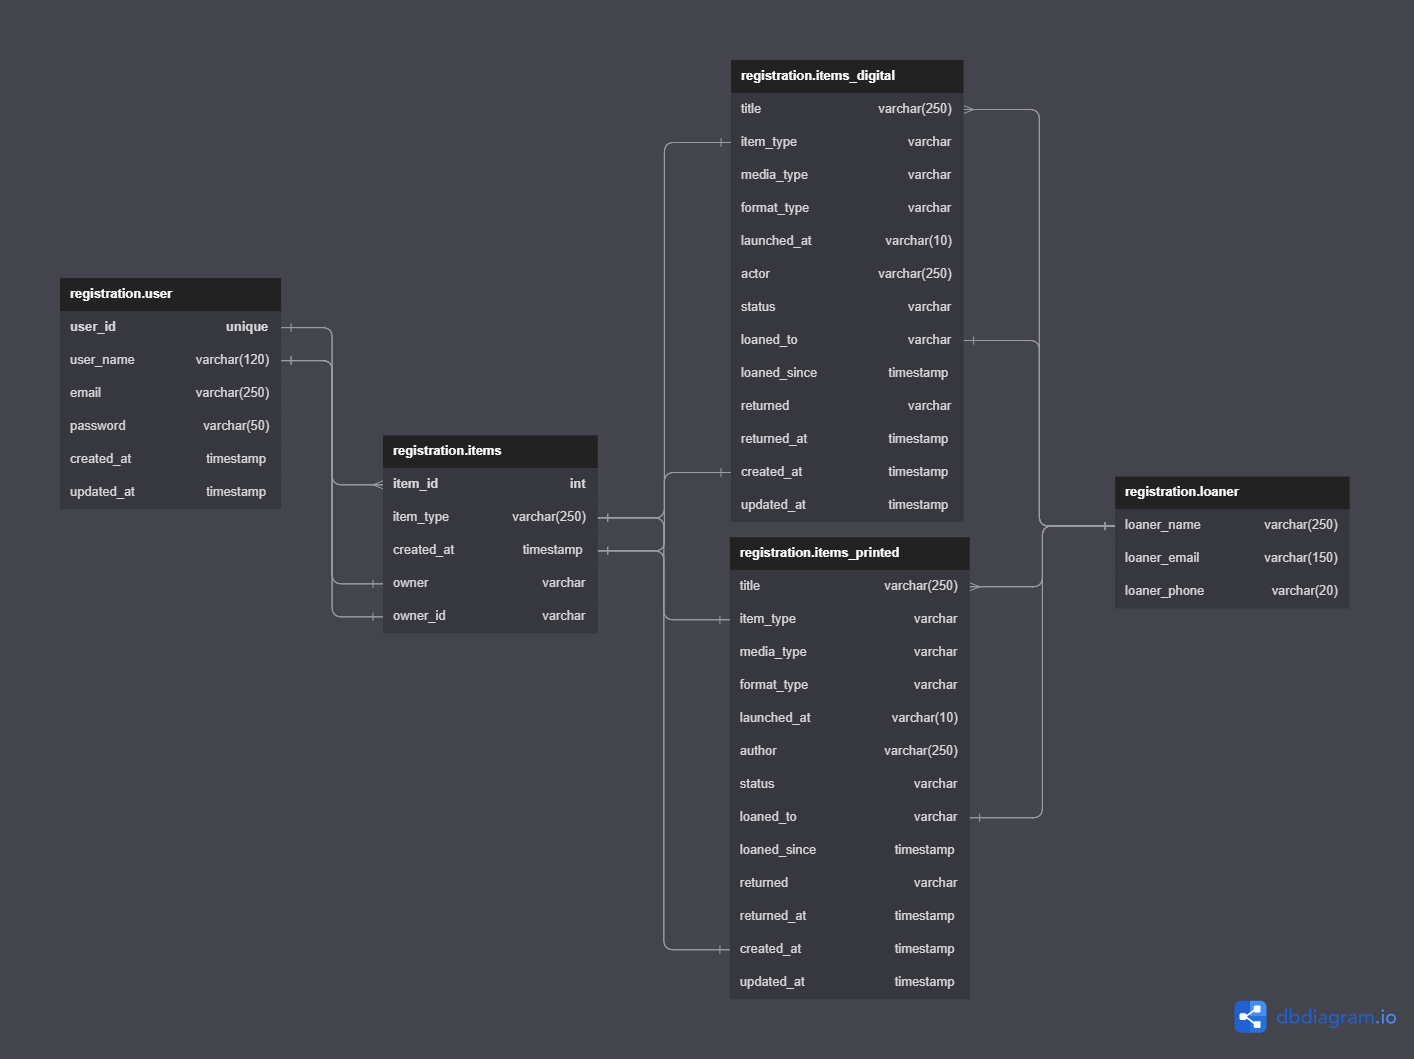 registration.user
user_id unique
user_name varchar(120)
email varchar(250)
password varchar(50)
created_at timestamp
updated_at timestamp
registration.items
item_id int
item_type varchar(250)
created_at timestamp
owner varchar
owner_id varchar
registration.items_digital
title varchar(250)
item_type varchar
media_type varchar
format_type varchar
launched_at varchar(10)
actor varchar(250)
status varchar
loaned_to varchar
loaned_since timestamp
returned varchar
returned_at timestamp
created_at timestamp
updated_at timestamp
registration.items_printed
title varchar(250)
item_type varchar
media_type varchar
format_type varchar
launched_at varchar(10)
author varchar(250)
status varchar
loaned_to varchar
loaned_since timestamp
returned varchar
returned_at timestamp
created_at timestamp
updated_at timestamp
registration.loaner
loaner_name varchar(250)
loaner_email varchar(150)
loaner_phone varchar(20)
dbdiagram.io